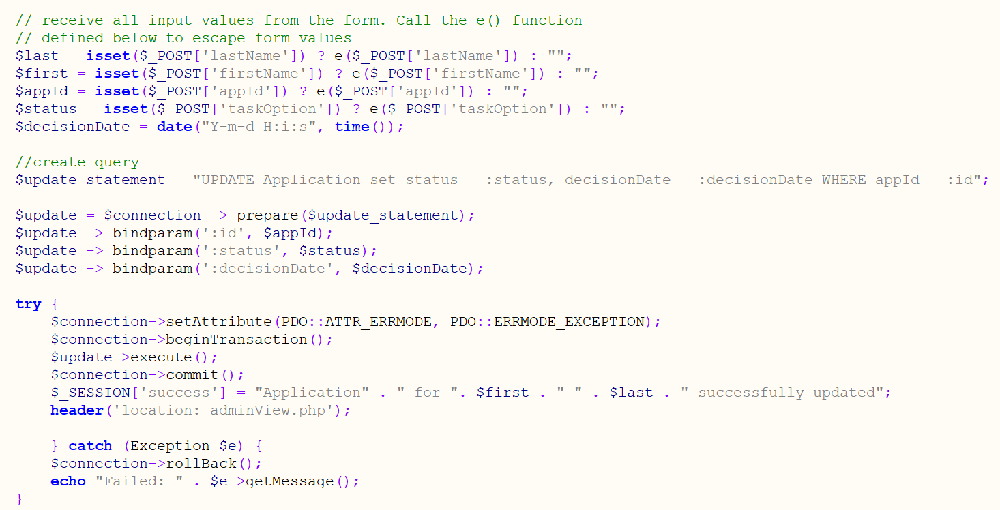 // receive all input values from the form. Call the e() function
// defined below to escape form values
$last = isset($_POST['lastName']) ? e($_POST['lastName']) : "";
$first = isset($_POST['firstName']) ? e($_POST['firstName']) : "";
$appId = isset($_POST['appId']) ? e($_POST['appId']) : "";
$status = isset($_POST['taskOption']) ? e($_POST['taskOption']) : "";
$decisionDate = date("Y-m-d H:i:s", time());
//create query
$update_statement = "UPDATE Application set status = :status, decisionDate = :decisionDate WHERE appId = :id";
$update = $connection -> prepare($update_statement);
$update -> bindparam(':id', $appId);
$update -> bindparam(':status', $status);
$update -> bindparam(':decisionDate', $decisionDate);
try {
$connection->setAttribute(PDO::ATTR_ERRMODE, PDO::ERRMODE_EXCEPTION);
$connection->beginTransaction();
$update->execute();
$connection->commit();
$_SESSION['success'] = "Application" . " for ". $first . " " . $last . " successfully updated";
header('location: adminView.php');
} catch (Exception $e) {
$connection->rollBack();
echo "Failed: " . $e->getMessage();
}